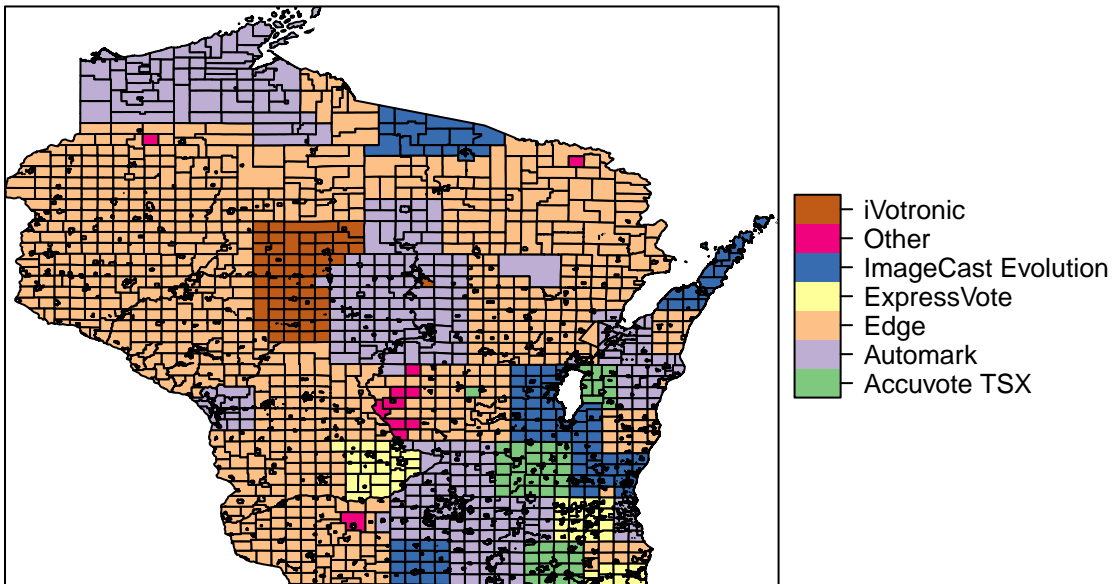 iVotronic
Other
ImageCast Evolution
ExpressVote
Edge
Automark
Accuvote TSX